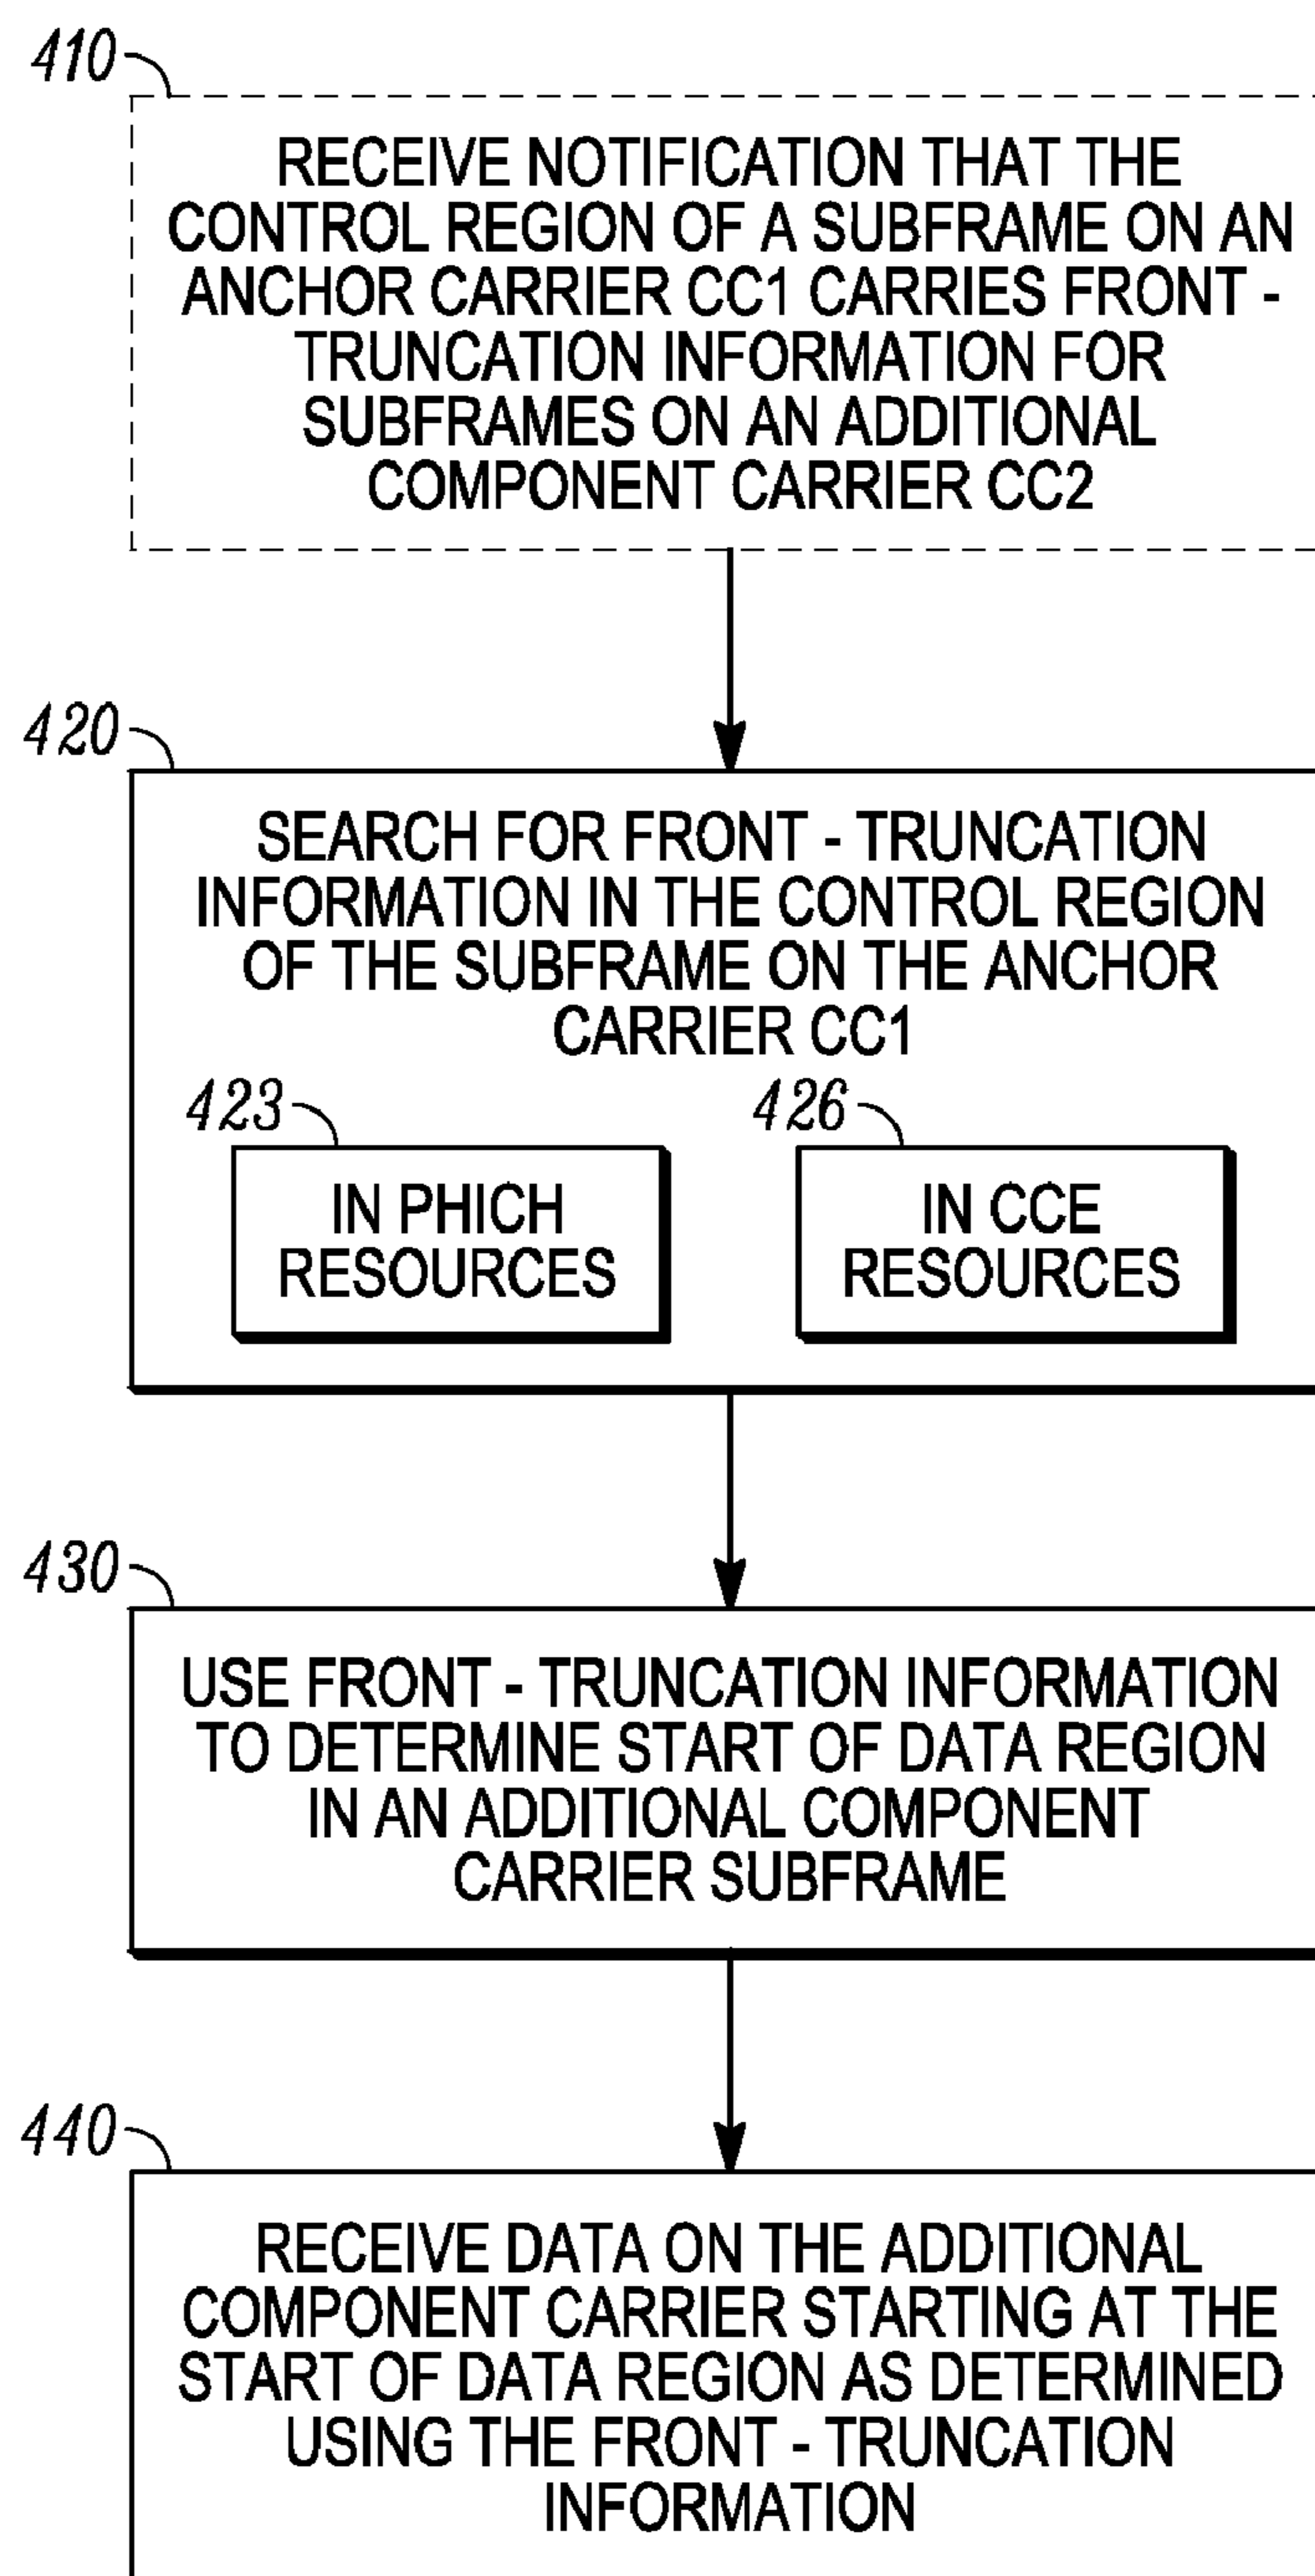 410
RECEIVE NOTIFICATION THAT THE
CONTROL REGION OF A SUBFRAME ON AN
ANCHOR CARRIER CC1 CARRIES FRONT -
TRUNCATION INFORMATION FOR
SUBFRAMES ON AN ADDITIONAL
COMPONENT CARRIER CC2
420
SEARCH FOR FRONT - TRUNCATION
INFORMATION IN THE CONTROL REGION
OF THE SUBFRAME ON THE ANCHOR
CARRIER CC1
423
IN PHICH
RESOURCES
426
IN CCE
RESOURCES
430
USE FRONT - TRUNCATION INFORMATION
TO DETERMINE START OF DATA REGION
IN AN ADDITIONAL COMPONENT
CARRIER SUBFRAME
440
RECEIVE DATA ON THE ADDITIONAL
COMPONENT CARRIER STARTING AT THE
START OF DATA REGION AS DETERMINED
USING THE FRONT - TRUNCATION
INFORMATION